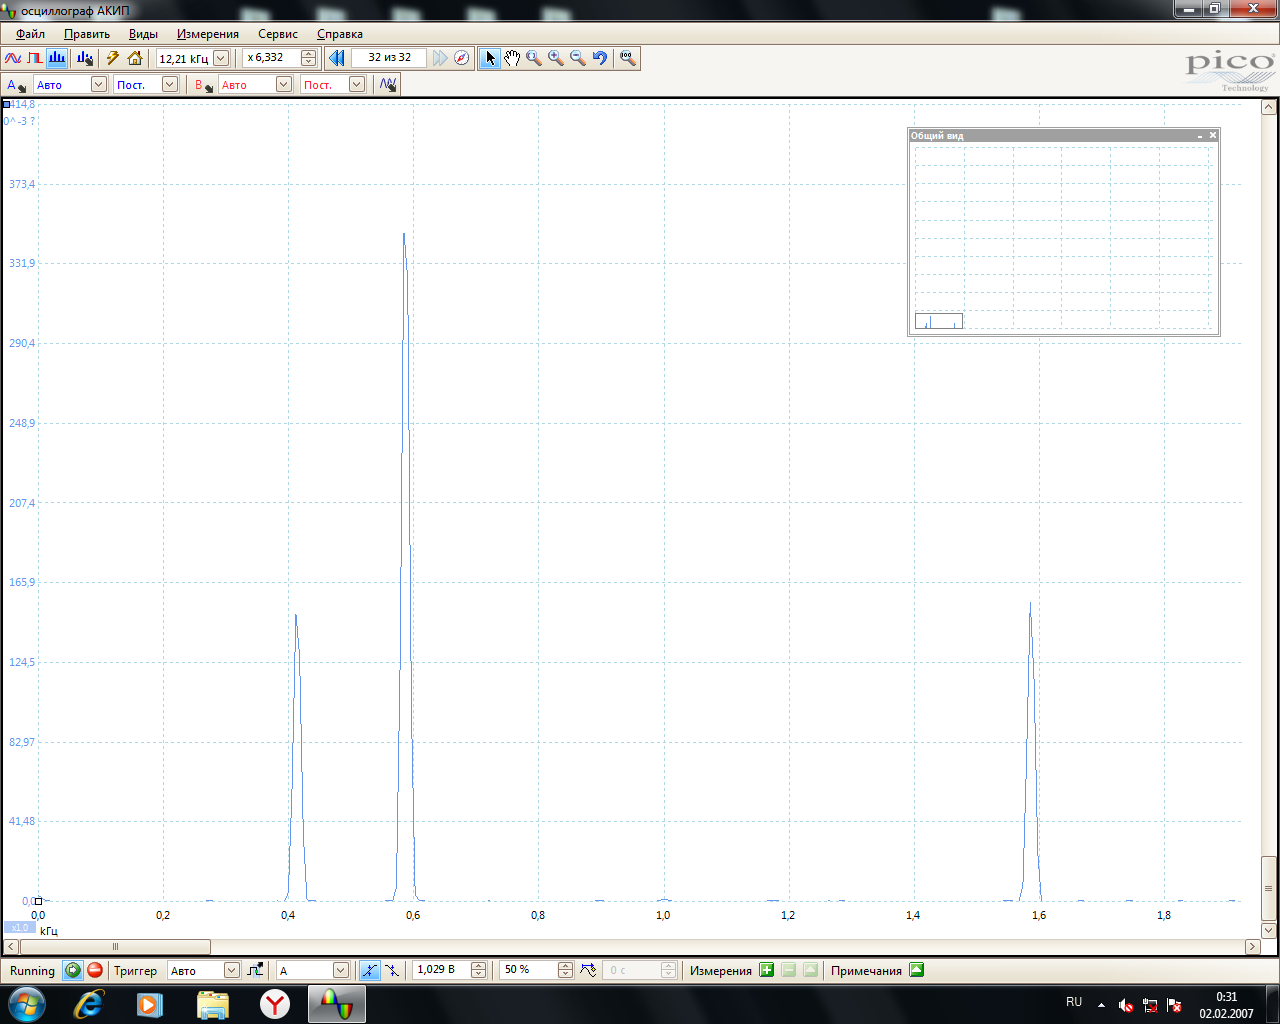 осциллограф АКИП
Файл Править Виды Измерения Сервис Справка
12,21 кГц x 6,332 32 из 32
pico
Technology
A Авто Пост. B Авто Пост.
414,8
0^-3 ?
Общий вид
373,4
331,9
290,4
248,9
207,4
165,9
124,5
82,97
41,48
0,0
0,0 0,2 0,4 0,6 0,8 1,0 1,2 1,4 1,6 1,8
x1.0
кГц
Running Триггер Авто A 1,029 В 50 % 0 с Измерения Примечания
RU
0:31
02.02.2007